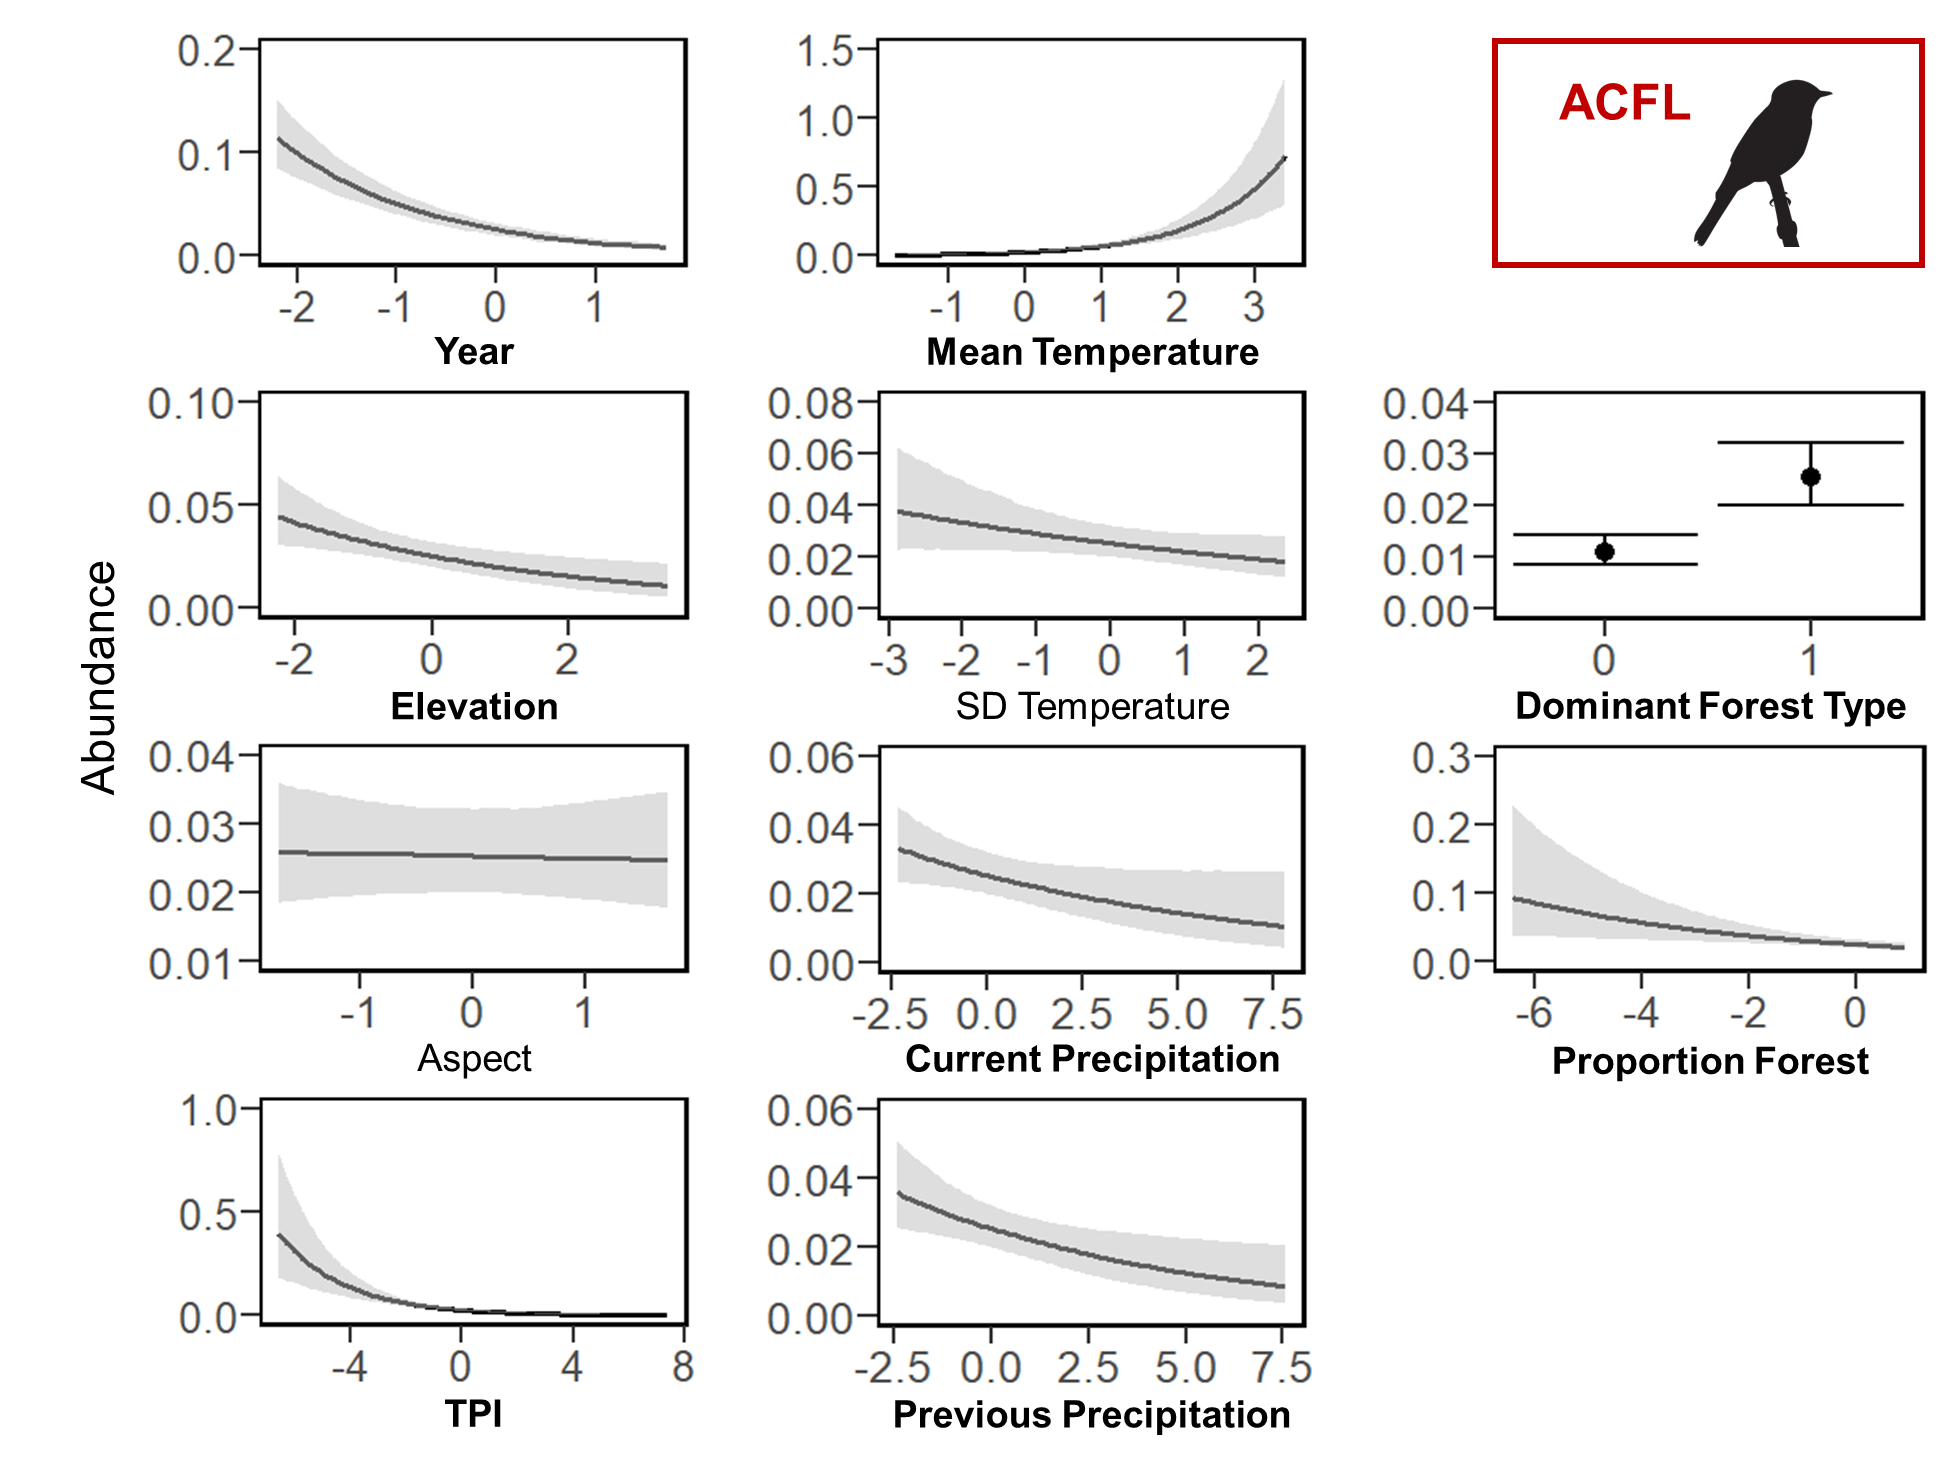 Abundance
0.2
0.1
0.0
-2 -1 0 1
Year
1.5
1.0
0.5
0.0
-1 0 1 2 3
Mean Temperature
ACFL
0.10
0.05
0.00
-2 0 2
Elevation
0.08
0.06
0.04
0.02
0.00
-3 -2 -1 0 1 2
SD Temperature
0.04
0.03
0.02
0.01
0.00
0 1
Dominant Forest Type
0.04
0.03
0.02
0.01
-1 0 1
Aspect
0.06
0.04
0.02
0.00
-2.5 0.0 2.5 5.0 7.5
Current Precipitation
0.3
0.2
0.1
0.0
-6 -4 -2 0
Proportion Forest
1.0
0.5
0.0
-4 0 4 8
TPI
0.06
0.04
0.02
0.00
-2.5 0.0 2.5 5.0 7.5
Previous Precipitation